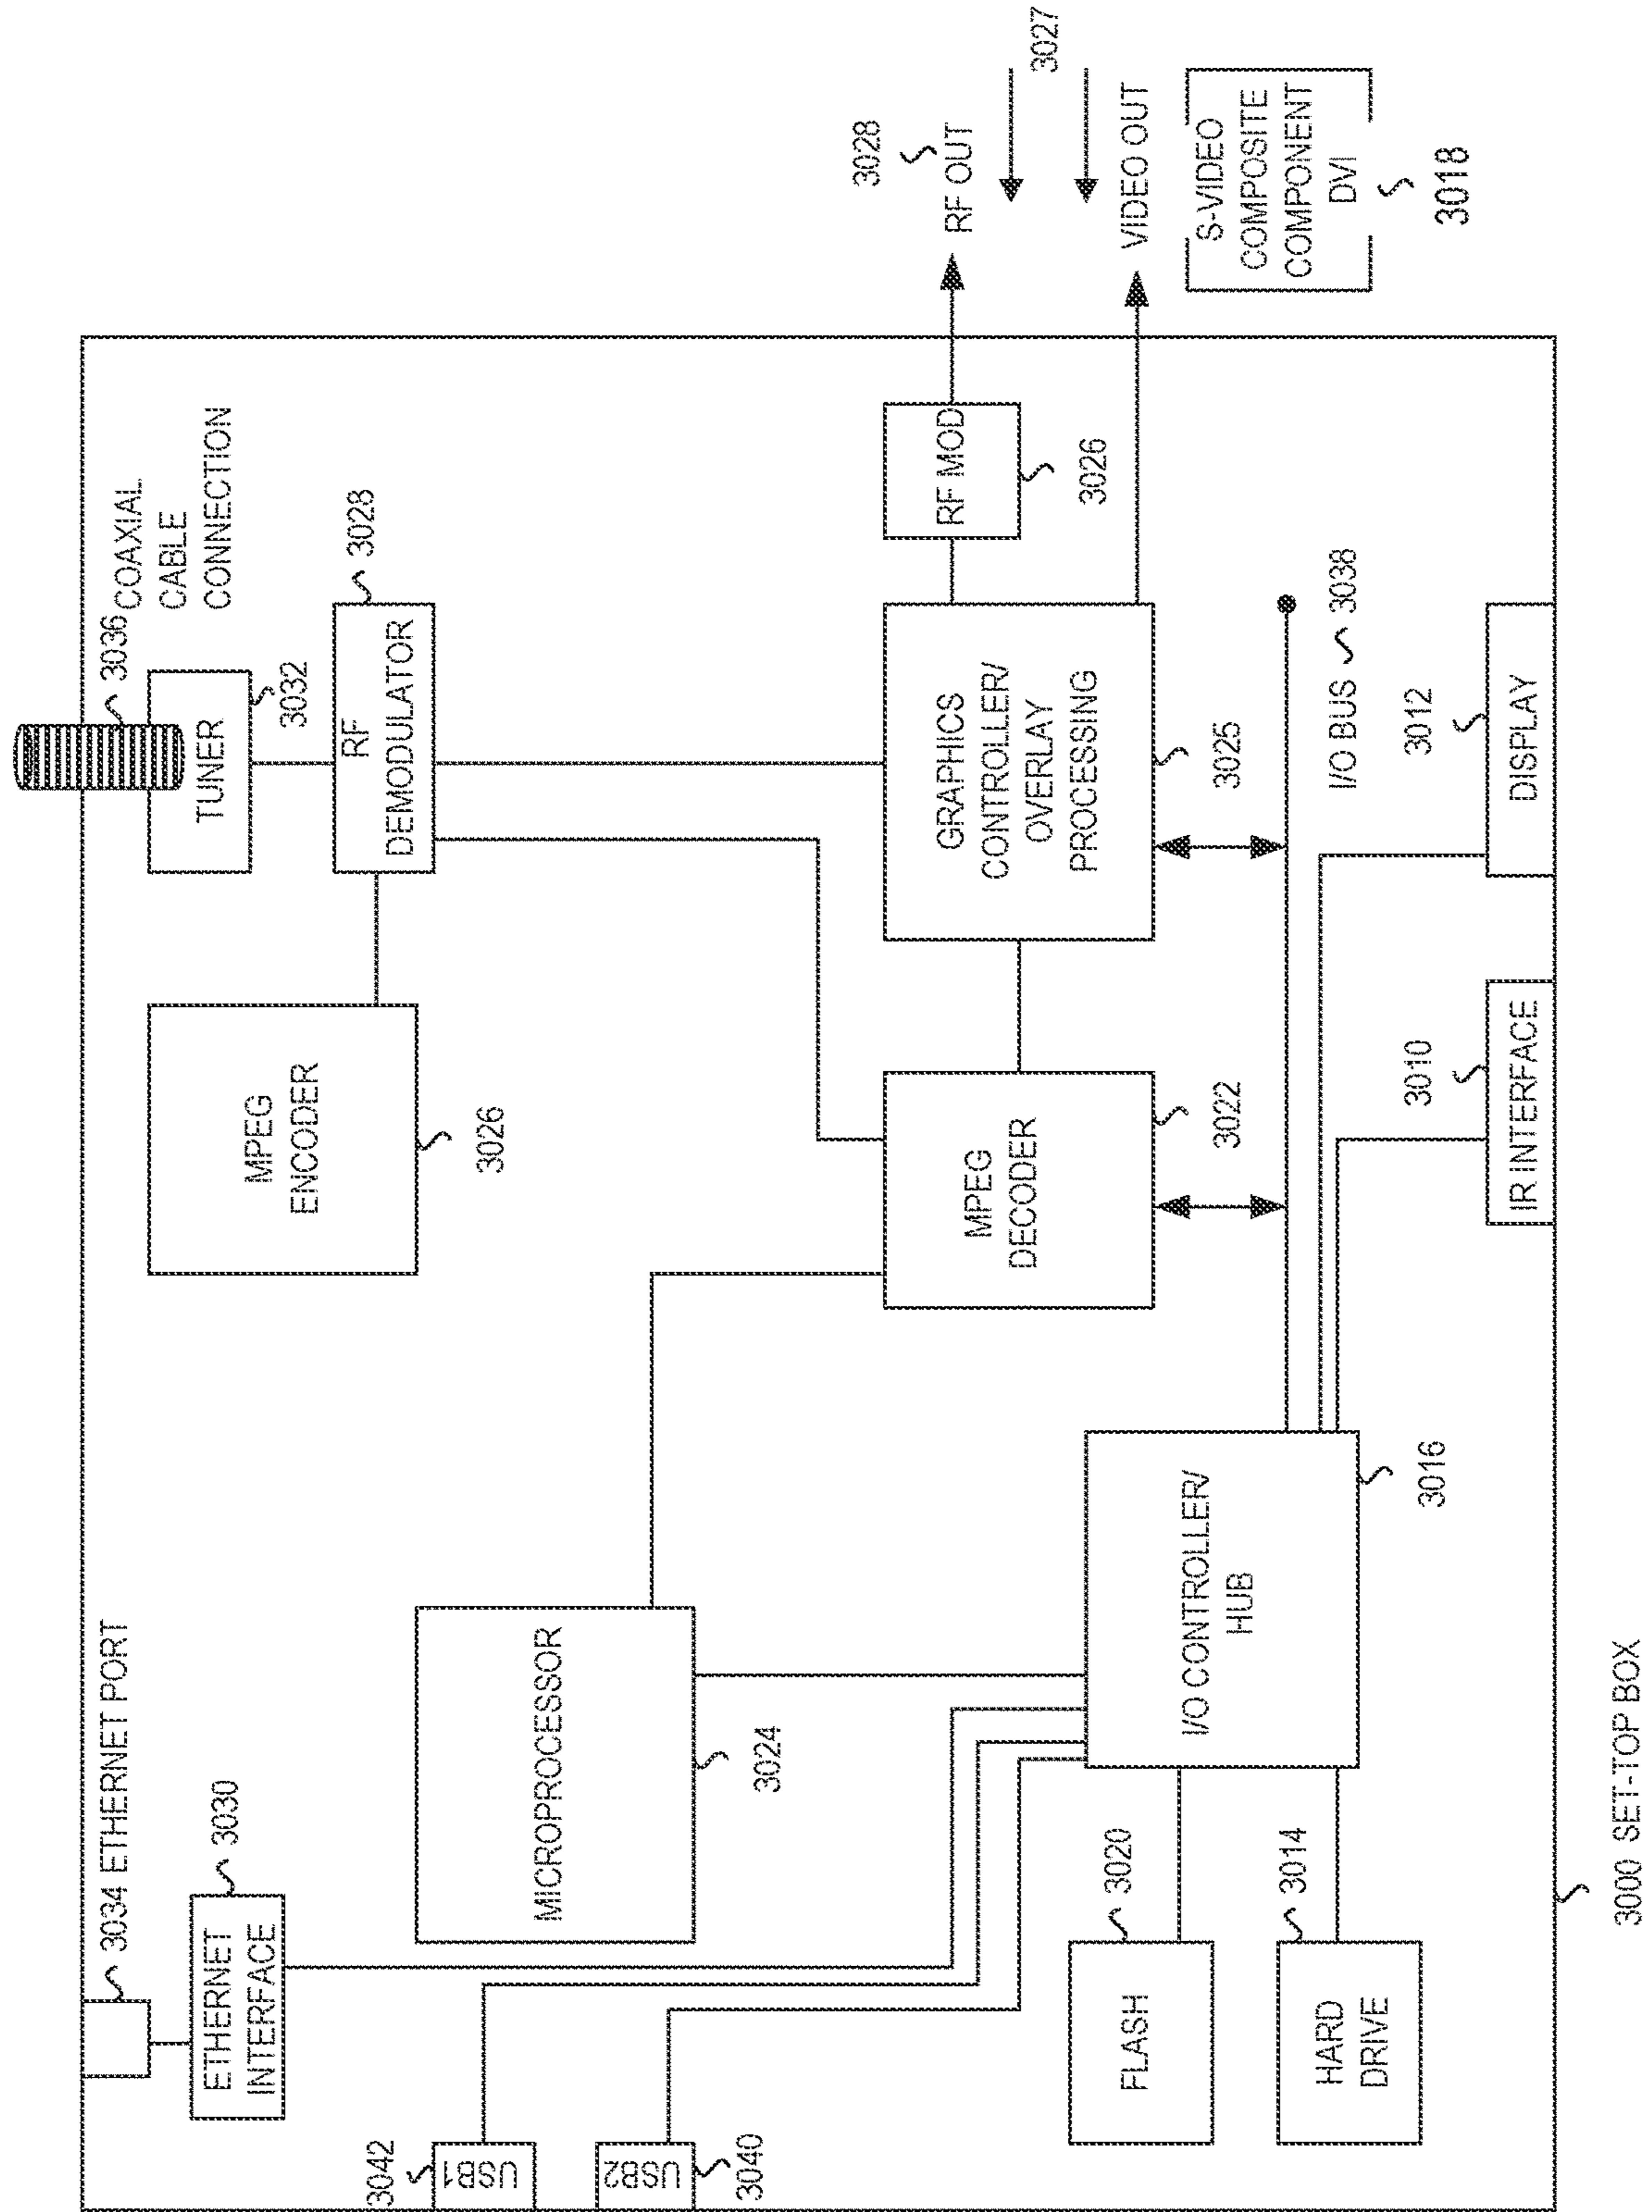 3034 ETHERNET PORT
3036
COAXIAL
CABLE
CONNECTION
ETHERNET
INTERFACE
3030
TUNER
3032
MPEG
ENCODER
3026
RF
DEMODULATOR
3028
USB1
3042
USB2
3040
MICROPROCESSOR
3024
MPEG
DECODER
3022
GRAPHICS
CONTROLLER/
OVERLAY
PROCESSING
3025
RF MOD
3026
3028
RF OUT
3027
VIDEO OUT
S-VIDEO
COMPOSITE
COMPONENT
DVI
3018
FLASH
3020
HARD
DRIVE
3014
I/O CONTROLLER/
HUB
3016
I/O BUS 3038
IR INTERFACE
3010
DISPLAY
3012
3000 SET-TOP BOX